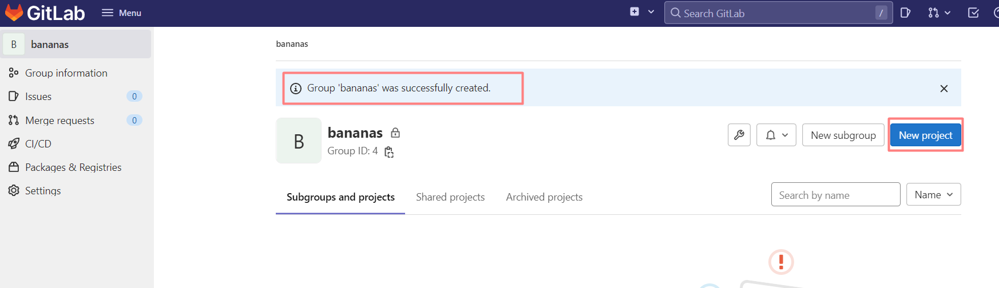 GitLab
Menu
Search GitLab /
B bananas
Group information
Issues 0
Merge requests 0
CI/CD
Packages & Registries
Settings
bananas
Group 'bananas' was successfully created.
B
bananas
Group ID: 4
New subgroup
New project
Subgroups and projects
Shared projects
Archived projects
Search by name
Name